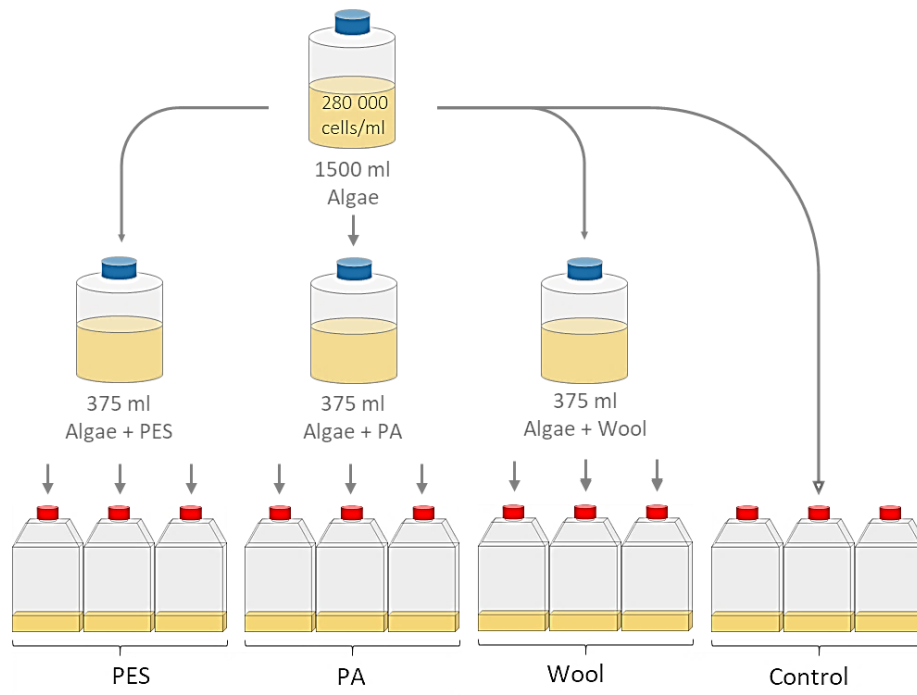 280 000
cells/ml
1500 ml
Algae
375 ml
Algae + PES
375 ml
Algae + PA
375 ml
Algae + Wool
PES
PA
Wool
Control